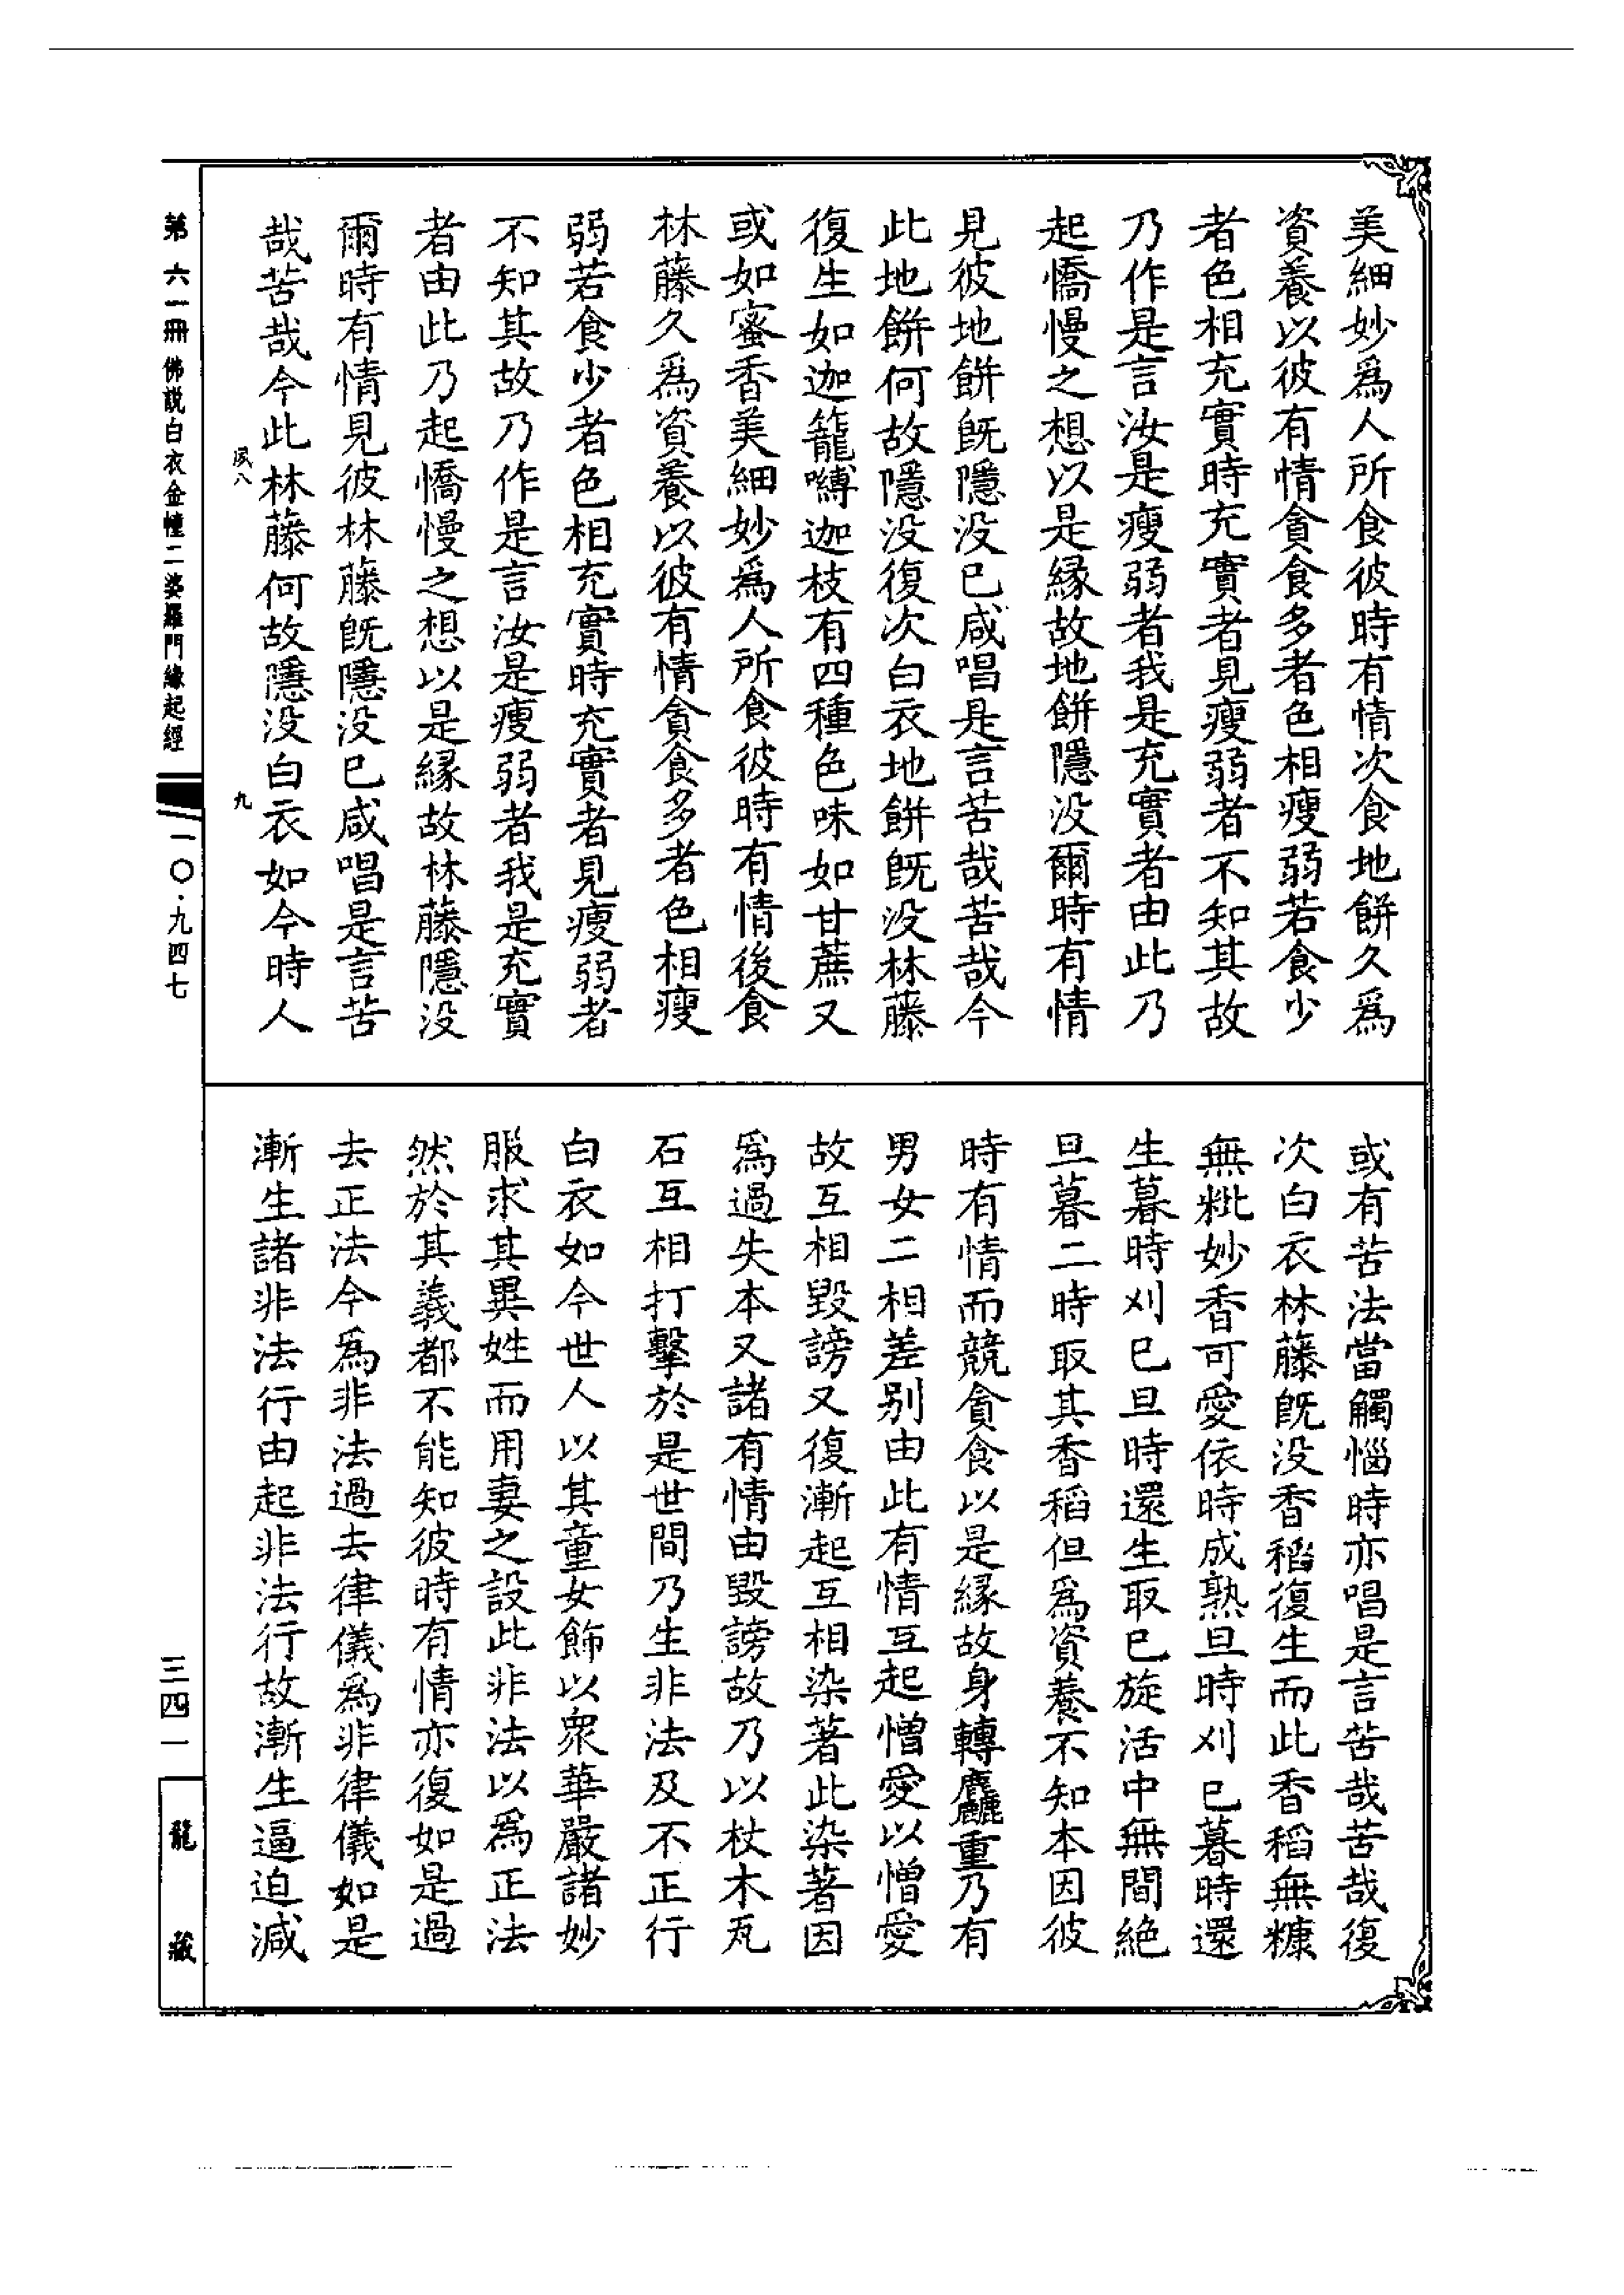 美細妙爲人所食彼時有情次食地餅久爲
資養以彼有情貪食多者色相瘦弱若食少
者色相充實時充實者見瘦弱者不知其故
乃作是言汝是瘦弱者我是充實者由此乃
起憍慢之想以是緣故地餅隱没爾時有情
見彼地餅旣隱没已咸唱是言苦哉苦哉今
此地餅何故隱没復次白衣地餅旣没林藤
復生如迦籠嚩迦枝有四種色味如甘蔗又
或如蜜香美細妙爲人所食彼時有情後食
林藤久爲資養以彼有情貪食多者色相瘦
弱若食少者色相充實時充實者見瘦弱者
不知其故乃作是言汝是瘦弱者我是充實
者由此乃起憍慢之想以是緣故林藤隱没
爾時有情見彼林藤旣隱没已咸唱是言苦
哉苦哉今此林藤何故隱没白衣如今時人
夙八
九
或有苦法當觸惱時亦唱是言苦哉苦哉復
次白衣林藤旣没香稻復生而此香稻無糠
無粃妙香可愛依時成熟旦時刈已暮時還
生暮時刈已旦時還生取已旋活中無間絶
旦暮二時取其香稻但爲資養不知本因彼
時有情而競貪食以是緣故身轉麤重乃有
男女二相差别由此有情互起憎愛以憎愛
故互相毀謗又復漸起互相染著此染著因
爲過失本又諸有情由毀謗故乃以杖木瓦
石互相打擊於是世間乃生非法及不正行
白衣如今世人以其童女飾以衆華嚴諸妙
服求其異姓而用妻之設此非法以爲正法
然於其義都不能知彼時有情亦復如是過
去正法今爲非法過去律儀爲非律儀如是
漸生諸非法行由起非法行故漸生逼迫減
第六一冊 佛説白衣金幢二婆羅門緣起經
一〇·九四七
三四一
龍藏